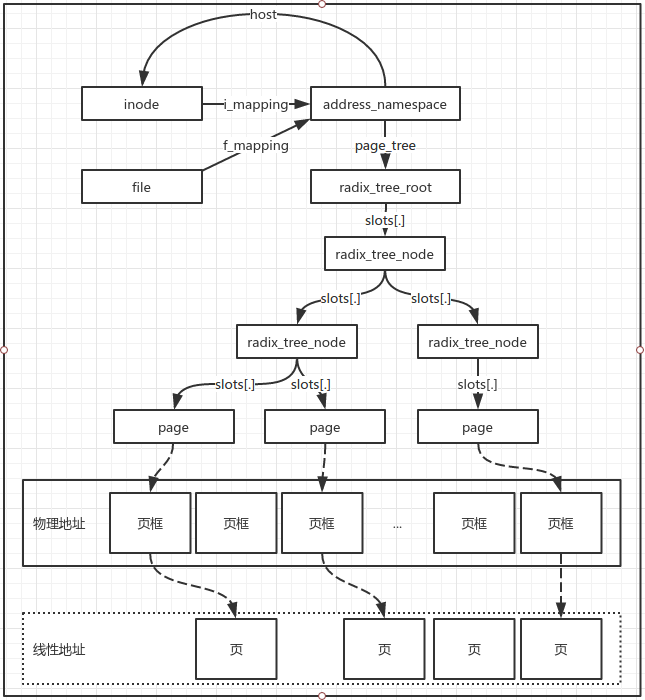 host
inode
i_mapping
address_namespace
f_mapping
page_tree
file
radix_tree_root
slots[.]
radix_tree_node
slots[.]
slots[.]
radix_tree_node
radix_tree_node
slots[.]
slots[.]
slots[.]
page
page
page
物理地址
页框
页框
页框
...
页框
页框
线性地址
页
页
页
页